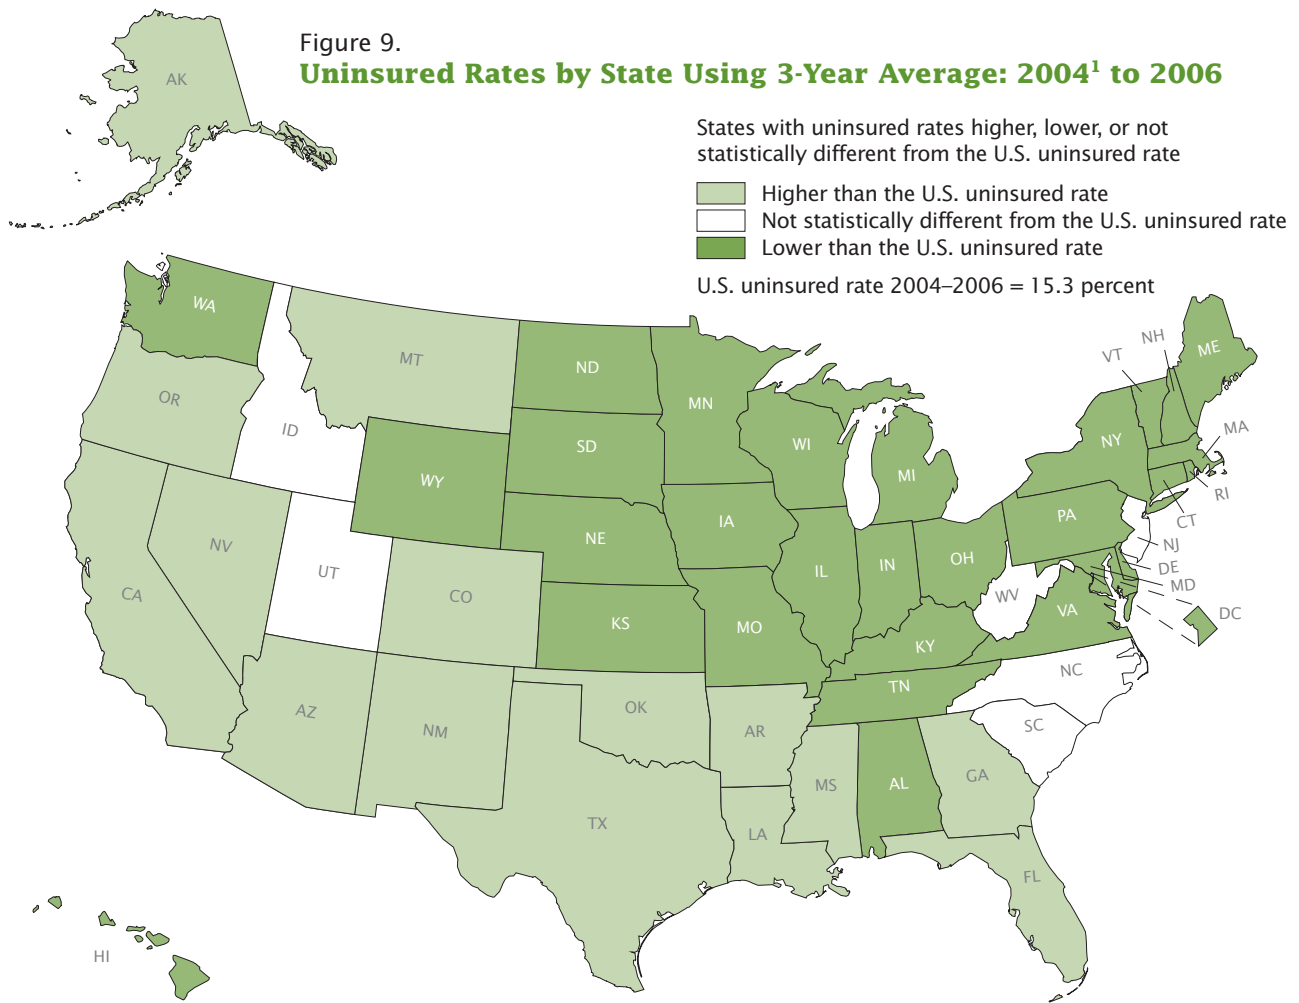 Figure 9.
Uninsured Rates by State Using 3-Year Average: 2004¹ to 2006
States with uninsured rates higher, lower, or not
statistically different from the U.S. uninsured rate
Higher than the U.S. uninsured rate
Not statistically different from the U.S. uninsured rate
Lower than the U.S. uninsured rate
U.S. uninsured rate 2004–2006 = 15.3 percent
AK
WA
MT
ND
MN
VT
NH
ME
OR
ID
WY
SD
WI
MI
NY
MA
RI
CT
NJ
DE
MD
DC
NV
UT
CO
NE
IA
IL
IN
OH
PA
WV
VA
CA
KS
MO
KY
TN
NC
SC
AZ
NM
OK
AR
MS
AL
GA
TX
LA
FL
HI